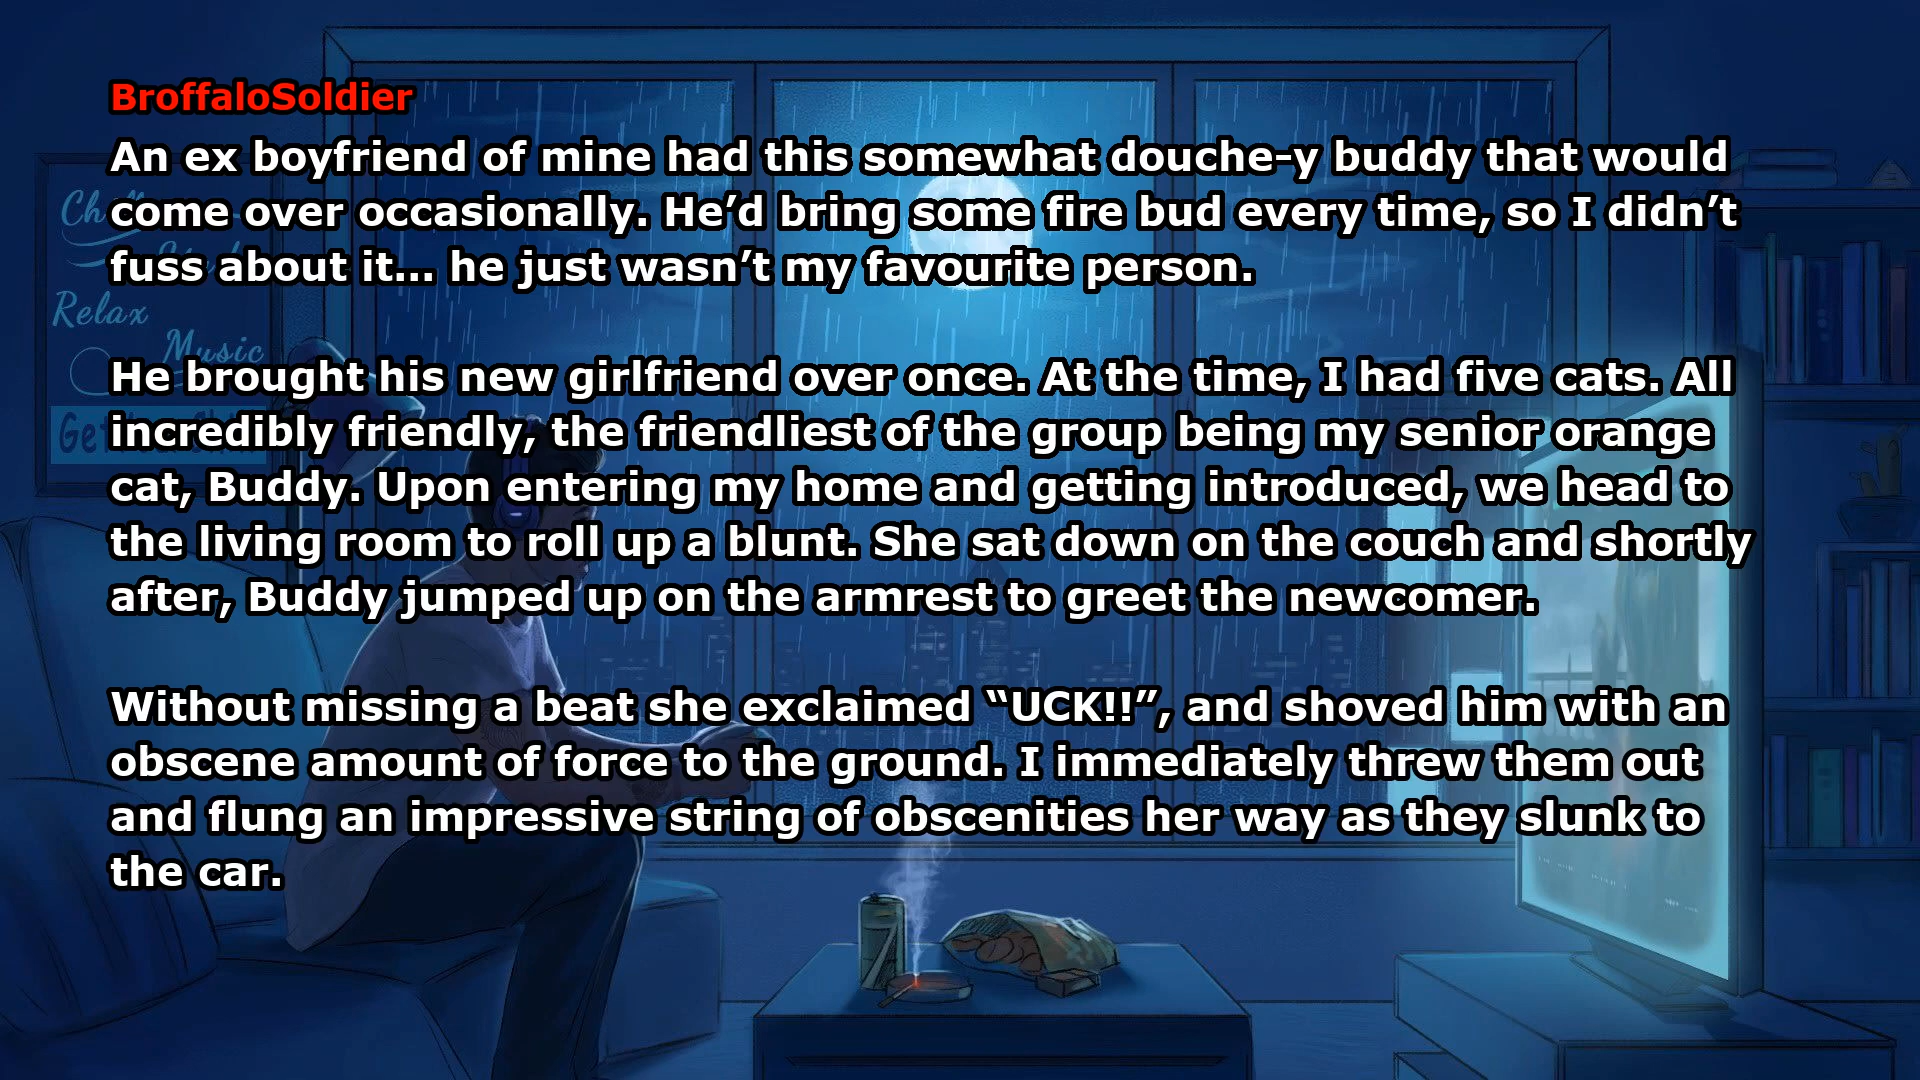 BroffaloSoldier
An ex boyfriend of mine had this somewhat douche-y buddy that would
come over occasionally. He’d bring some fire bud every time, so I didn’t
fuss about it... he just wasn’t my favourite person.
He brought his new girlfriend over once. At the time, I had five cats. All
incredibly friendly, the friendliest of the group being my senior orange
cat, Buddy. Upon entering my home and getting introduced, we head to
the living room to roll up a blunt. She sat down on the couch and shortly
after, Buddy jumped up on the armrest to greet the newcomer.
Without missing a beat she exclaimed “UCK!!”, and shoved him with an
obscene amount of force to the ground. I immediately threw them out
and flung an impressive string of obscenities her way as they slunk to
the car.
Relax
Music